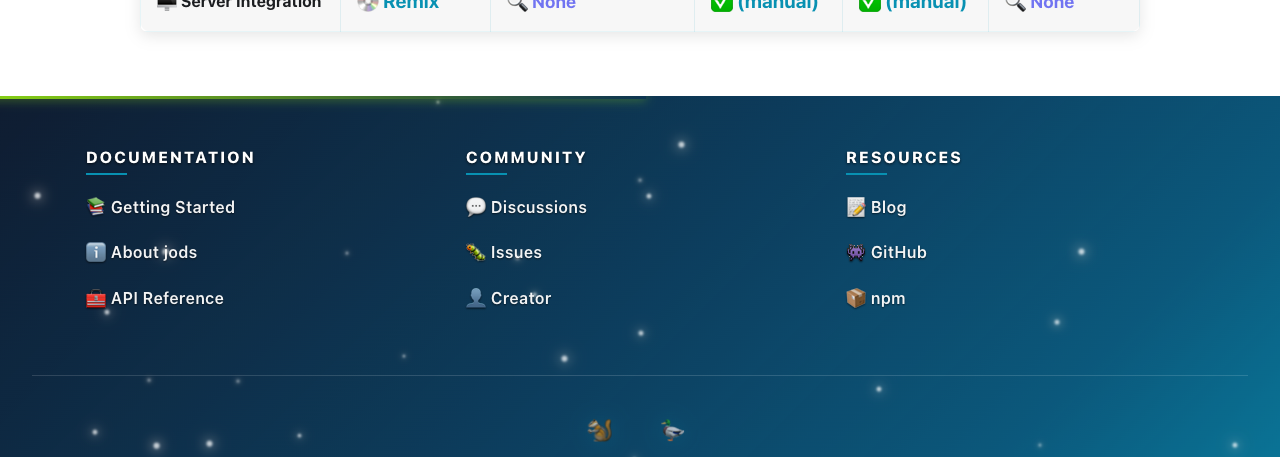 Server Integration Remix None (manual) (manual) None
DOCUMENTATION COMMUNITY RESOURCES
Getting Started Discussions Blog
About jods Issues GitHub
API Reference Creator npm